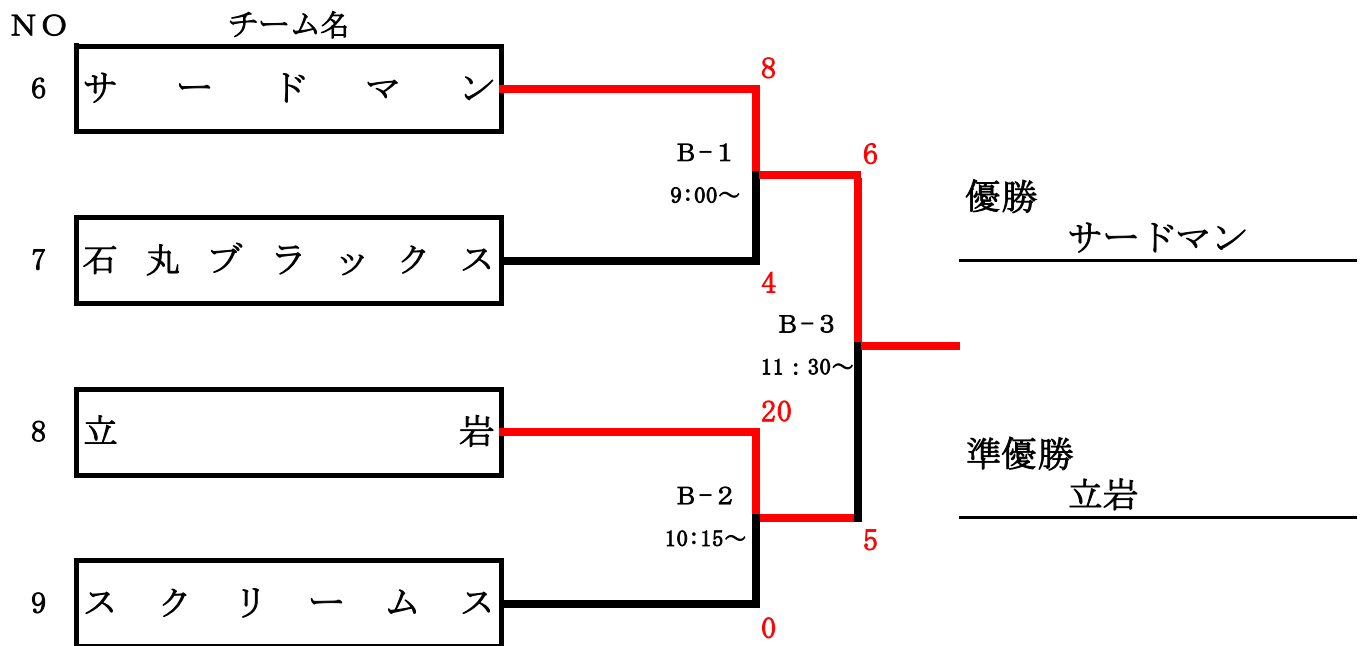 NO チーム名
6 サードマン 8
B-1 6
9:00～
優勝
サードマン
7 石丸ブラックス
4
B-3
11:30～
20
8 立岩
準優勝
B-2
立岩
10:15～
5
9 スクリームス
0